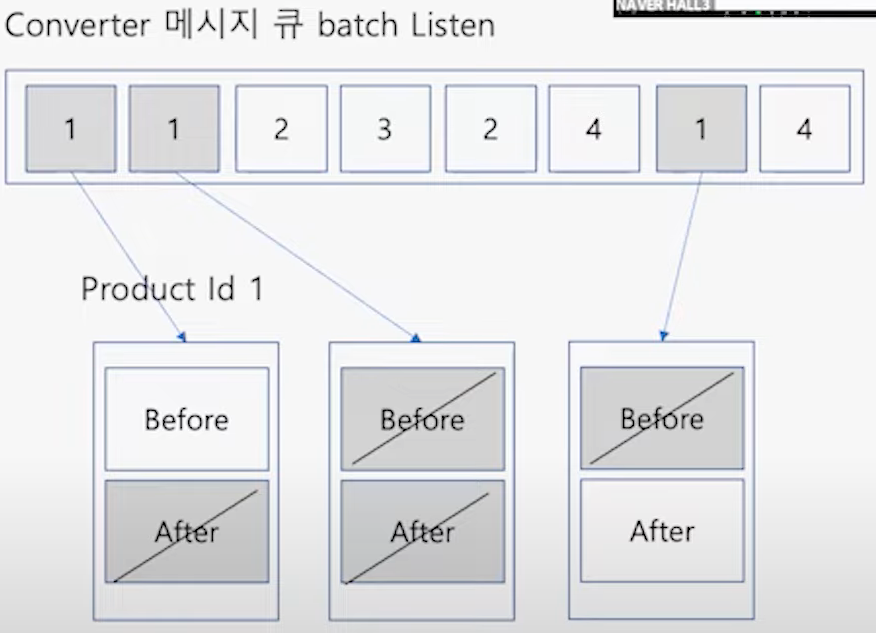 NAVER HALL3
Converter 메시지 큐 batch Listen
1 1 2 3 2 4 1 4
Product Id 1
Before Before Before
After After After